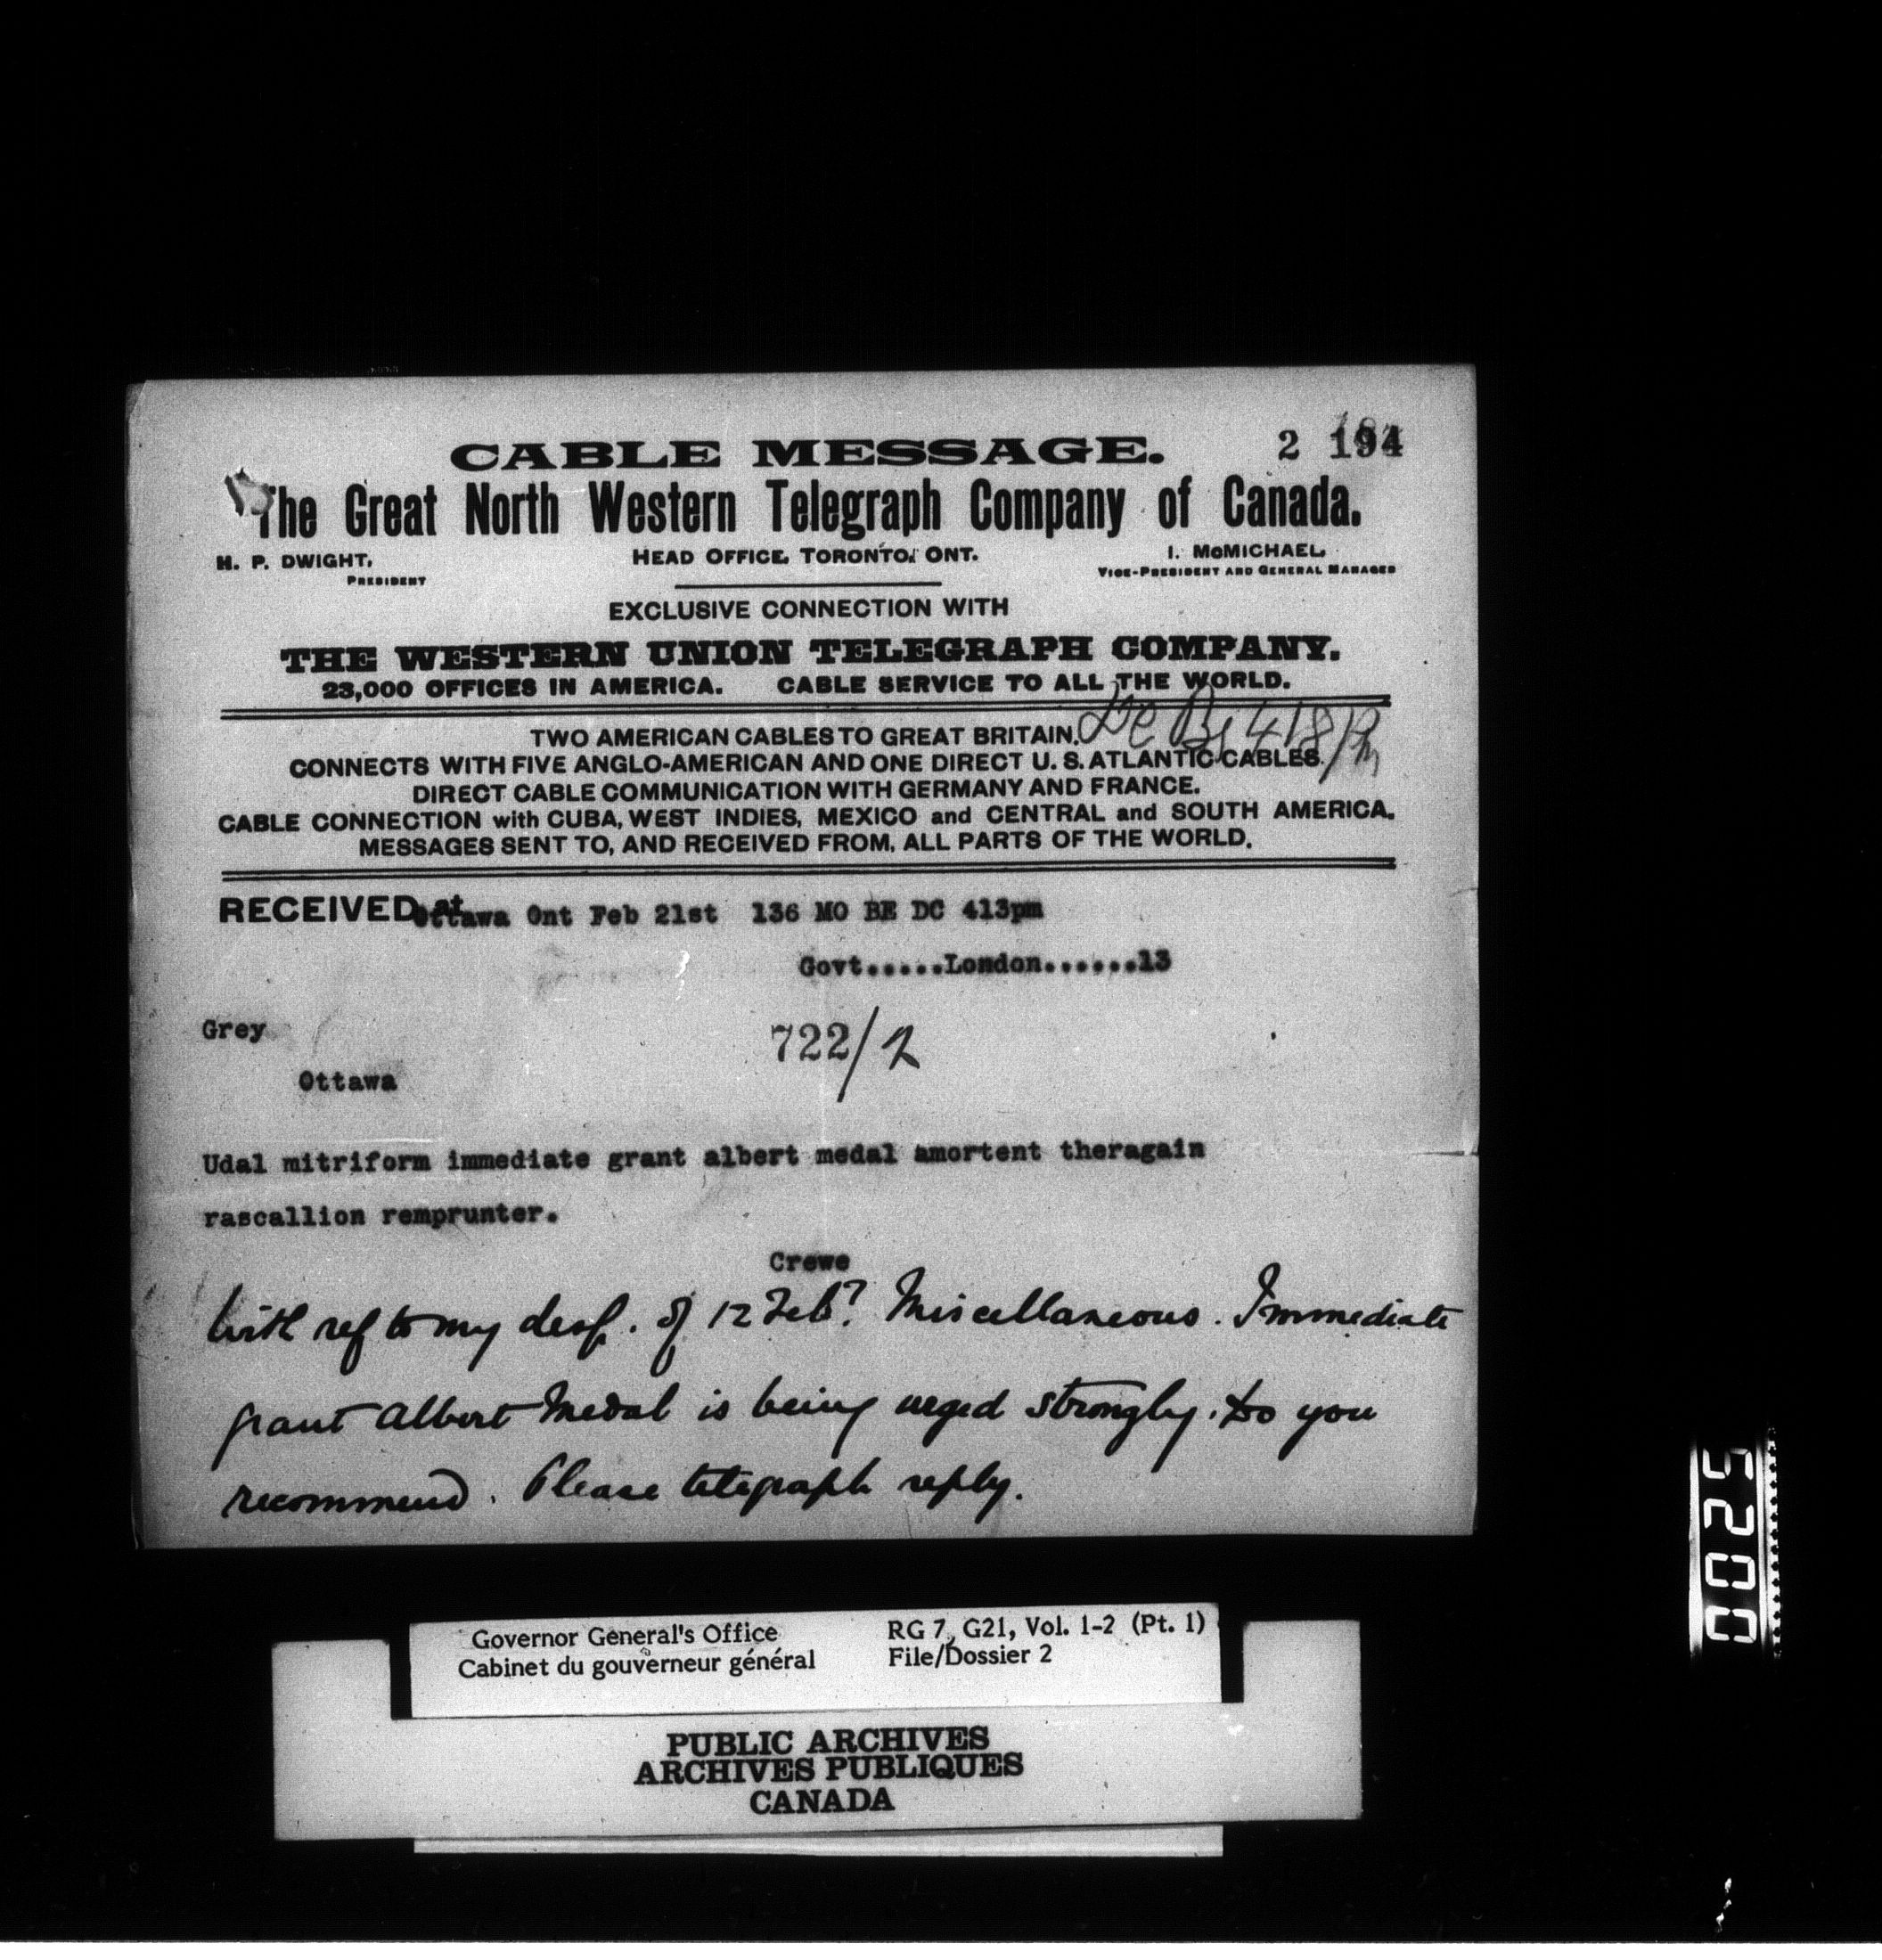 2 194
CABLE MESSAGE.
The Great North Western Telegraph Company of Canada.
H. P. DWIGHT, PRESIDENT
HEAD OFFICE, TORONTO, ONT.
I. McMICHAEL, VICE-PRESIDENT AND GENERAL MANAGER
EXCLUSIVE CONNECTION WITH
THE WESTERN UNION TELEGRAPH COMPANY.
23,000 OFFICES IN AMERICA. CABLE SERVICE TO ALL THE WORLD.
TWO AMERICAN CABLES TO GREAT BRITAIN.
CONNECTS WITH FIVE ANGLO-AMERICAN AND ONE DIRECT U. S. ATLANTIC CABLES.
DIRECT CABLE COMMUNICATION WITH GERMANY AND FRANCE.
CABLE CONNECTION with CUBA, WEST INDIES, MEXICO and CENTRAL and SOUTH AMERICA.
MESSAGES SENT TO, AND RECEIVED FROM, ALL PARTS OF THE WORLD.
RECEIVED at Ottawa Ont Feb 21st 136 MO BE DC 413pm
Govt.....London......13
Grey
722/2
Ottawa
Udal mitriform immediate grant albert medal amortent theragain
rascallion remprunter.
Crewe
With ref to my desp. of 12 Feb? Miscellaneous. Immediate
grant Albert Medal is being urged strongly. Do you
recommend. Please telegraph reply.
Governor General's Office
Cabinet du gouverneur général
RG 7, G21, Vol. 1-2 (Pt. 1)
File/Dossier 2
PUBLIC ARCHIVES
ARCHIVES PUBLIQUES
CANADA
5200